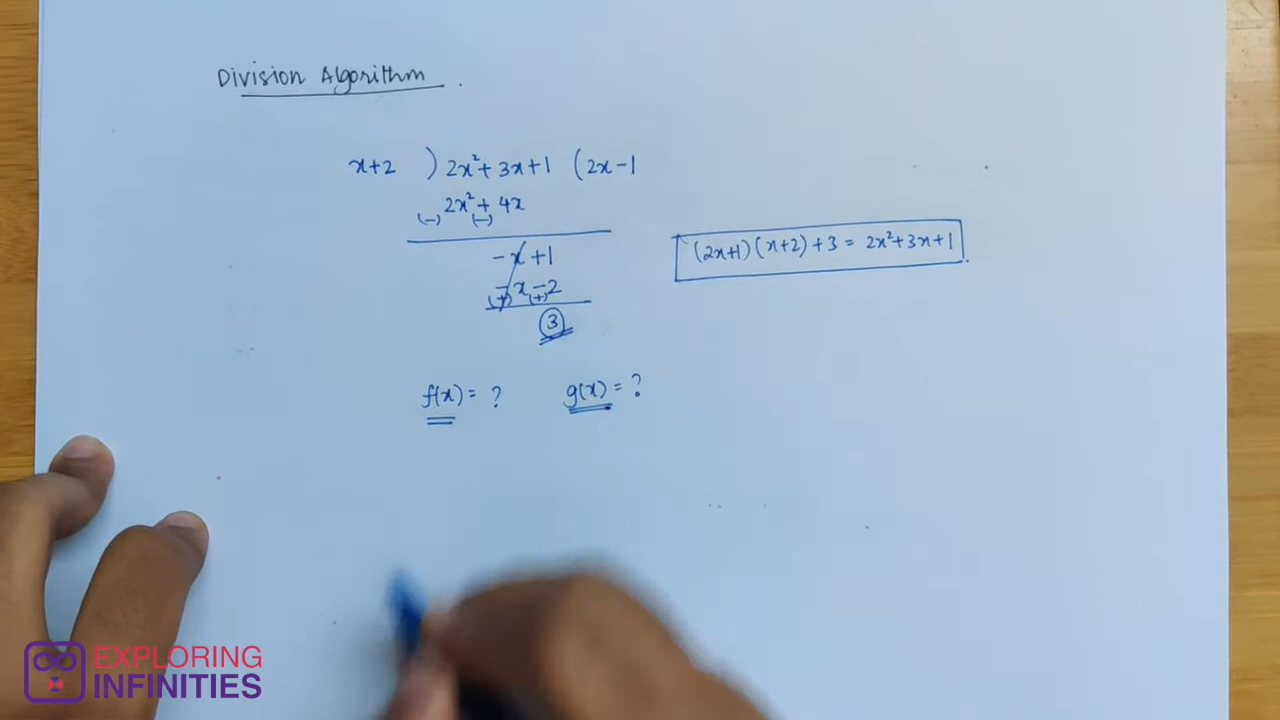 Division Algorithm .
x+2 ) 2x²+ 3x+1 (2x-1
2x²+ 4x
(-) (-)
-x+1
-x-2
(+) (+)
3
(2x+1)(x+2)+3 = 2x²+3x+1 .
f(x)= ? g(x)= ?
EXPLORING
INFINITIES